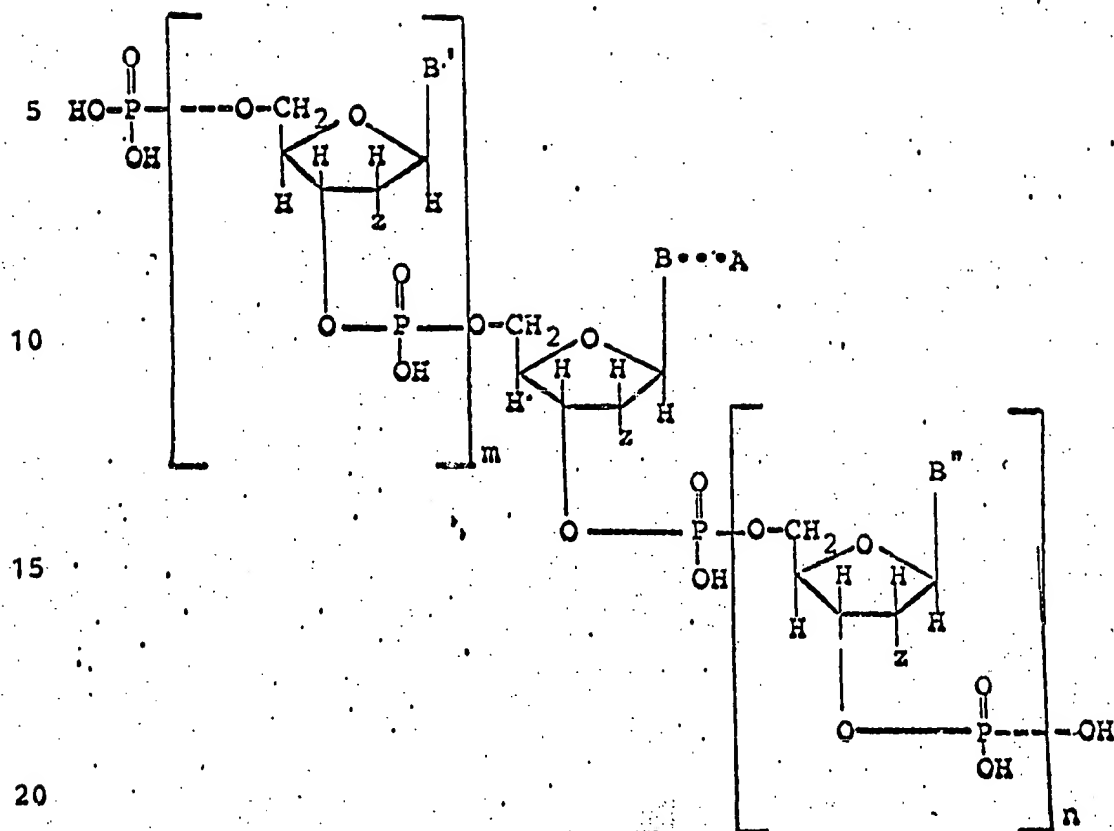 O B'
5 HO-P-----O-CH2 O
OH H H
H z H
O B•••A
10 O P O-CH2 O
OH H H
H z H
m
O B"
O P O-CH2 O
15 OH H H
H z H
O
O P-----OH
OH
20 n